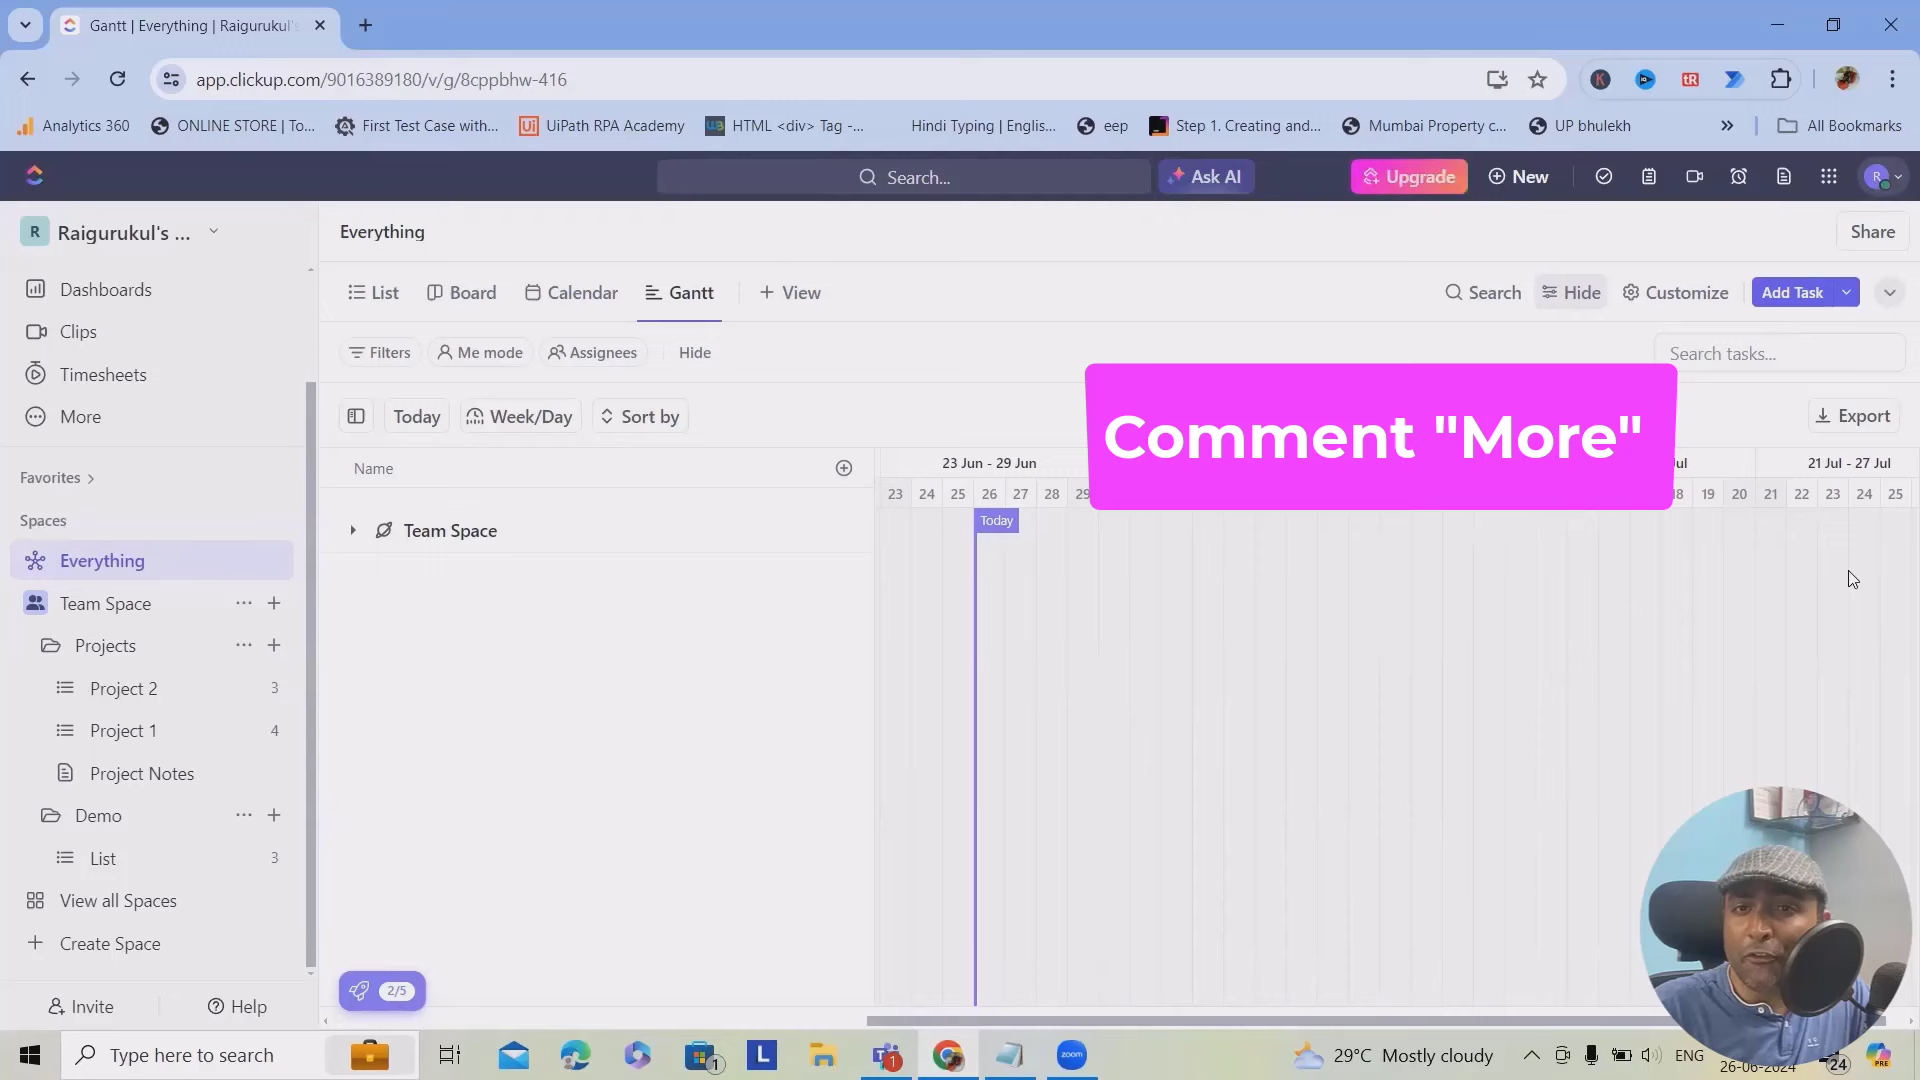 Gantt | Everything | Raigurukul's
app.clickup.com/9016389180/v/g/8cppbhw-416
Analytics 360
ONLINE STORE | To...
First Test Case with...
UiPath RPA Academy
HTML <div> Tag -...
Hindi Typing | Englis...
eep
Step 1. Creating and...
Mumbai Property c...
UP bhulekh
All Bookmarks
Search...
Ask AI
Upgrade
New
R
R
Raigurukul's ...
Everything
Share
Dashboards
Clips
Timesheets
More
List
Board
Calendar
Gantt
View
Search
Hide
Customize
Add Task
Filters
Me mode
Assignees
Hide
Search tasks...
Today
Week/Day
Sort by
Export
Comment "More"
Name
23 Jun - 29 Jun
Jul
21 Jul - 27 Jul
23 24 25 26 27 28 29
18 19 20 21 22 23 24 25
Today
Team Space
Favorites
Spaces
Everything
Team Space
Projects
Project 2 3
Project 1 4
Project Notes
Demo
List 3
View all Spaces
Create Space
Invite
Help
2/5
Type here to search
1
L
1
zoom
29°C Mostly cloudy
ENG
26-06-2024
24
PRE